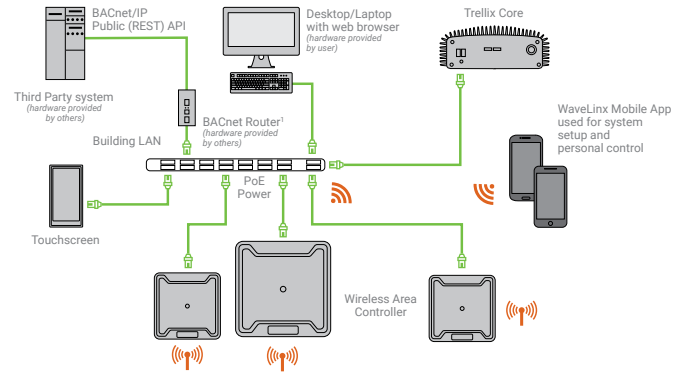 BACnet/IP
Public (REST) API
Desktop/Laptop
with web browser
(hardware provided
by user)
Trellix Core
Third Party system
(hardware provided
by others)
BACnet Router¹
(hardware provided
by others)
Building LAN
WaveLinx Mobile App
used for system
setup and
personal control
PoE
Power
Touchscreen
Wireless Area
Controller